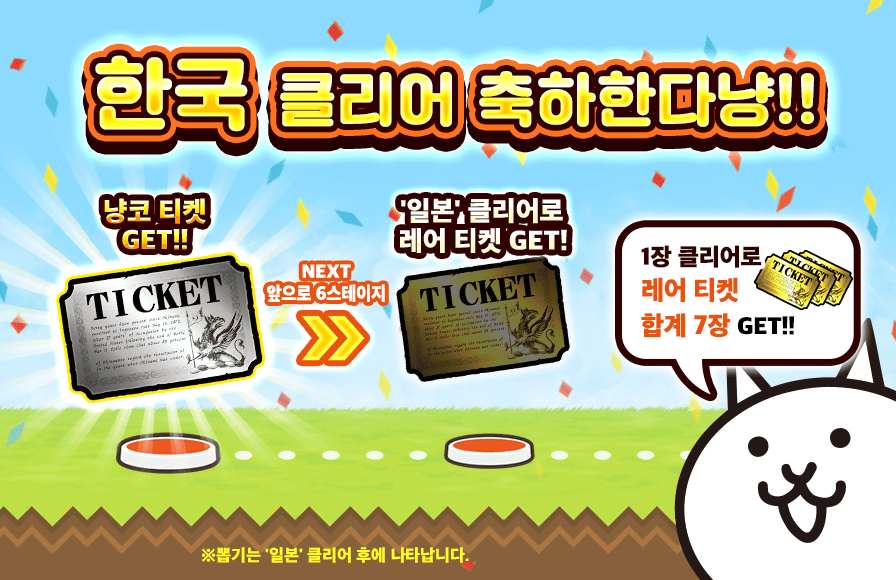 한국 클리어 축하한다냥!!
냥코 티켓
GET!!
TICKET
NEXT
앞으로 6스테이지
'일본' 클리어로
레어 티켓 GET!
TICKET
1장 클리어로
레어 티켓
합계 7장 GET!!
TICKET
TICKET
TICKET
※뽑기는 '일본' 클리어 후에 나타납니다.